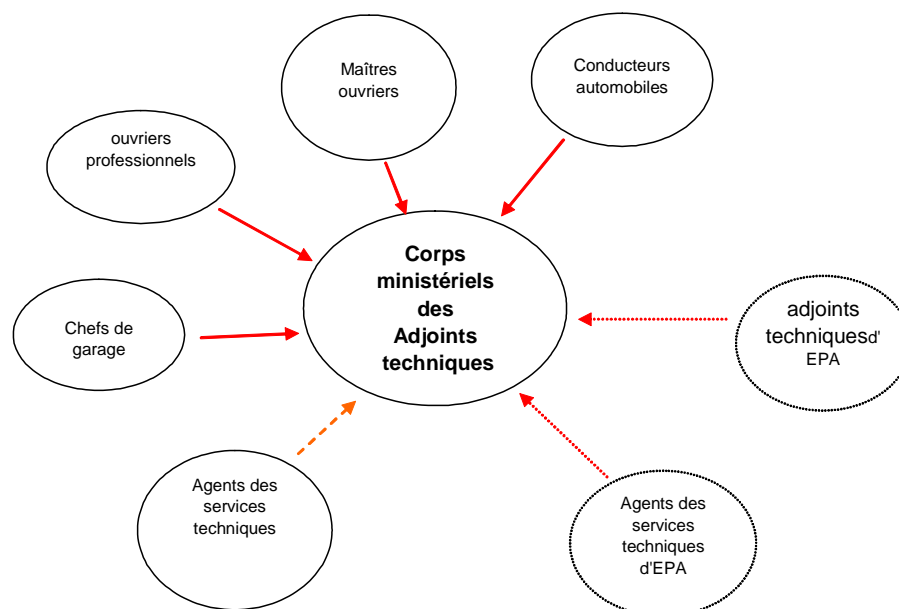 Maîtres
ouvriers
Conducteurs
automobiles
ouvriers
professionnels
Corps
ministériels
des
Adjoints
techniques
Chefs de
garage
adjoints
techniquesd'
EPA
Agents des
services
techniques
Agents des
services
techniques
d'EPA